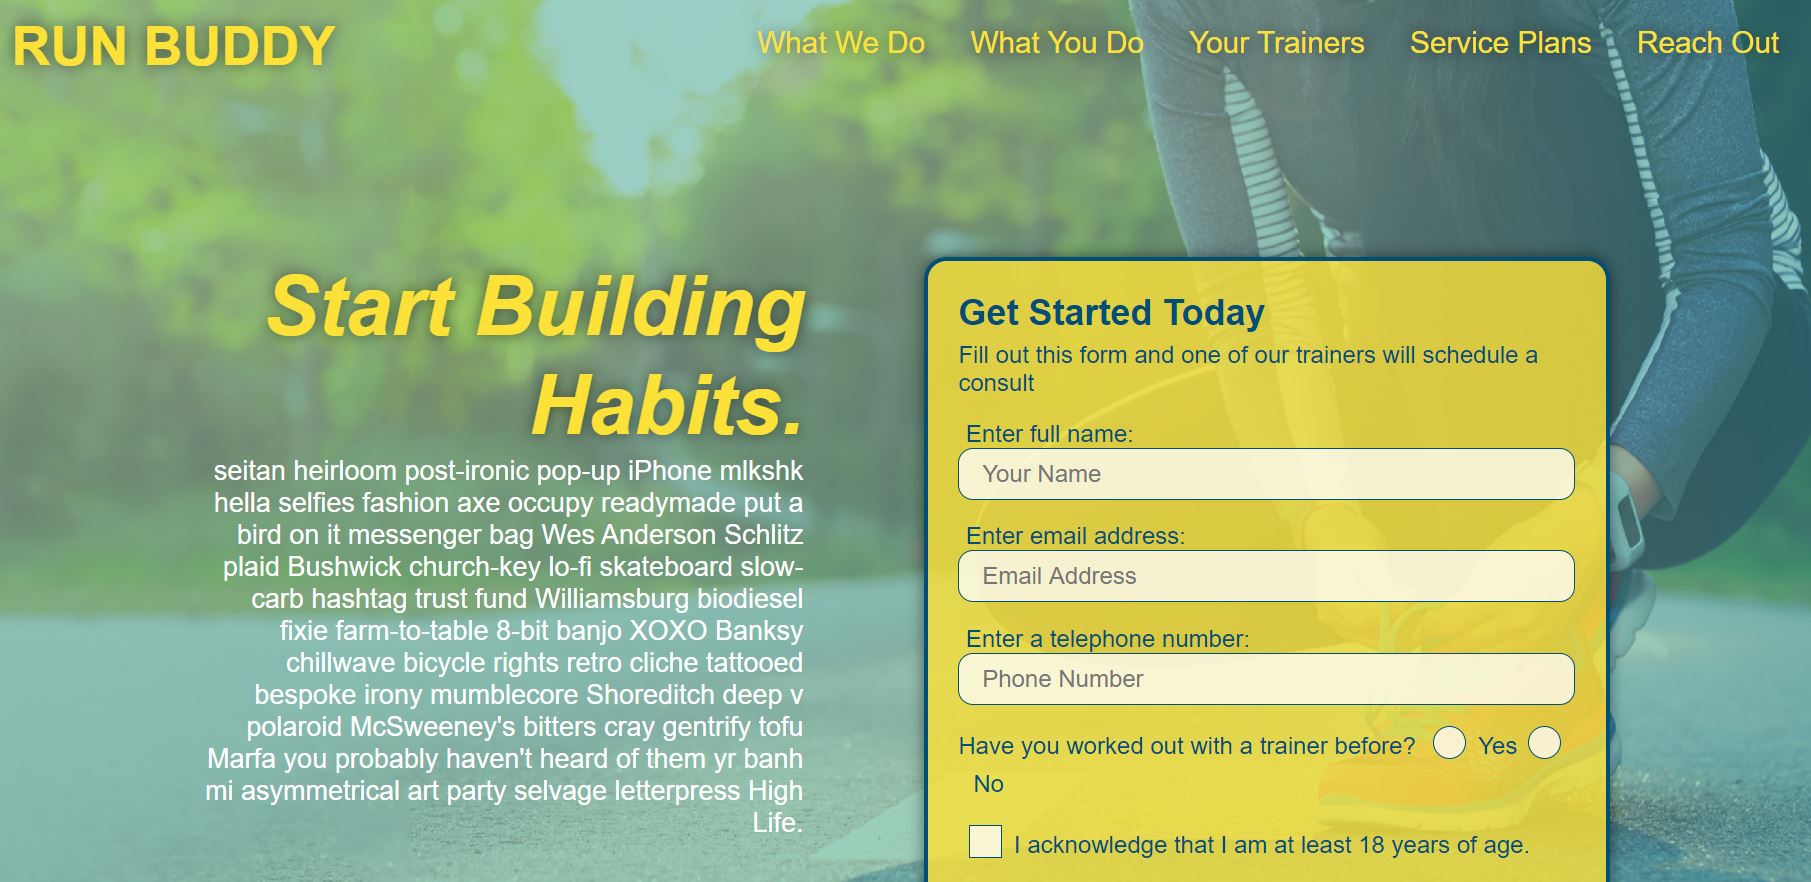 RUN BUDDY
What We Do What You Do Your Trainers Service Plans Reach Out
Start Building
Habits.
seitan heirloom post-ironic pop-up iPhone mlkshk
hella selfies fashion axe occupy readymade put a
bird on it messenger bag Wes Anderson Schlitz
plaid Bushwick church-key lo-fi skateboard slow-
carb hashtag trust fund Williamsburg biodiesel
fixie farm-to-table 8-bit banjo XOXO Banksy
chillwave bicycle rights retro cliche tattooed
bespoke irony mumblecore Shoreditch deep v
polaroid McSweeney's bitters cray gentrify tofu
Marfa you probably haven't heard of them yr banh
mi asymmetrical art party selvage letterpress High
Life.
Get Started Today
Fill out this form and one of our trainers will schedule a
consult
Enter full name:
Your Name
Enter email address:
Email Address
Enter a telephone number:
Phone Number
Have you worked out with a trainer before? Yes
No
I acknowledge that I am at least 18 years of age.